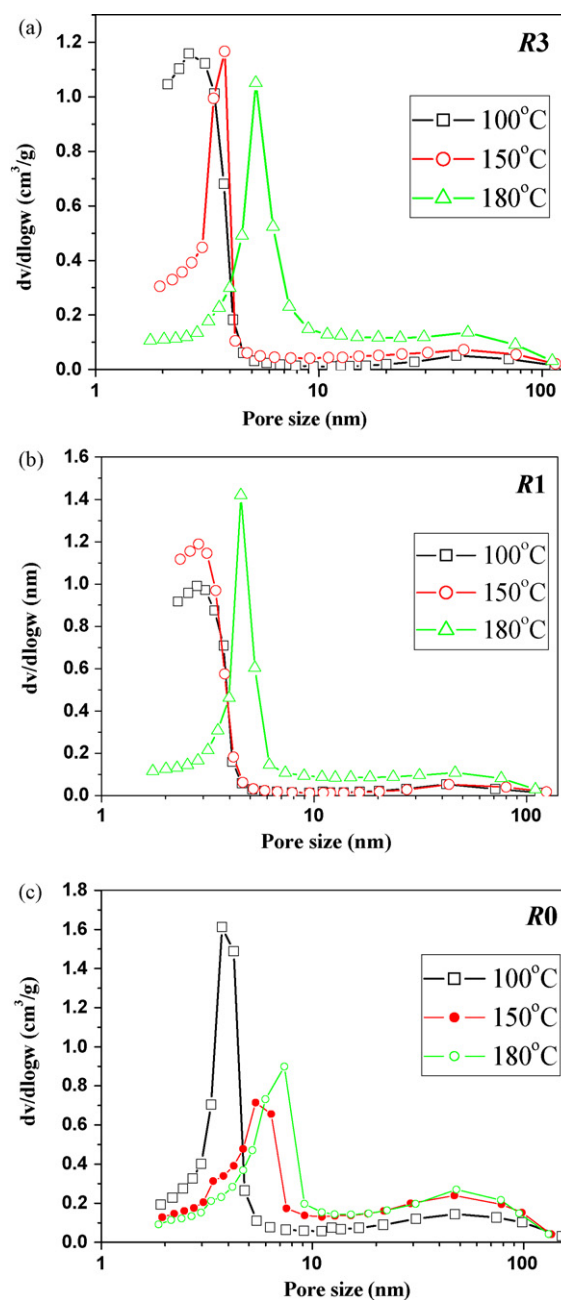 (a)
R3
1.2
1.0
0.8
0.6
0.4
0.2
0.0
dv/dlogw (cm³/g)
100°C
150°C
180°C
1
10
100
Pore size (nm)
(b)
R1
1.6
1.4
1.2
1.0
0.8
0.6
0.4
0.2
0.0
dv/dlogw (nm)
100°C
150°C
180°C
1
10
100
Pore size (nm)
(c)
R0
1.8
1.6
1.4
1.2
1.0
0.8
0.6
0.4
0.2
0.0
dv/dlogw (cm³/g)
100°C
150°C
180°C
1
10
100
Pore size (nm)